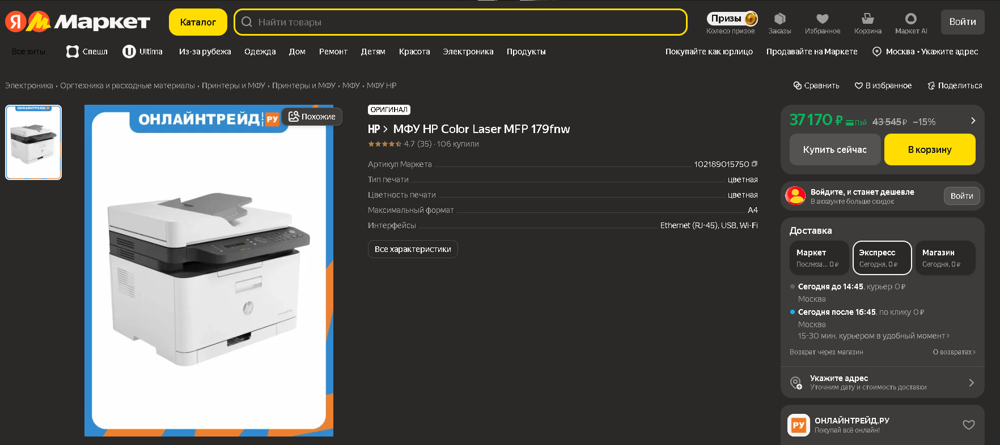 Я М Маркет
Каталог
Найти товары
Призы
Колесо призов
Заказы
Избранное
Корзина
Маркет AI
Войти
Все хиты
Спешл
Ultima
Из-за рубежа
Одежда
Дом
Ремонт
Детям
Красота
Электроника
Продукты
Покупайте как юрлицо
Продавайте на Маркете
Москва • Укажите адрес
Электроника • Оргтехника и расходные материалы • Принтеры и МФУ • Принтеры и МФУ • МФУ • МФУ HP
Сравнить
В избранное
Поделиться
ОНЛАЙНТРЕЙД.РУ
ОНЛАЙНТРЕЙД.РУ
Похожие
hp
ОРИГИНАЛ
HP > МФУ HP Color Laser MFP 179fnw
4.7 (35) · 106 купили
Артикул Маркета 102189015750
Тип печати цветная
Цветность печати цветная
Максимальный формат A4
Интерфейсы Ethernet (RJ-45), USB, Wi-Fi
Все характеристики
37 170 ₽ Пэй 43 545 ₽ –15%
Купить сейчас
В корзину
Войдите, и станет дешевле
В аккаунте больше скидок
Войти
Доставка
Маркет
Послеза... 0 ₽
Экспресс
Сегодня, 0 ₽
Магазин
Сегодня, 0 ₽
Сегодня до 14:45, курьер 0 ₽
Москва
Сегодня после 16:45, по клику 0 ₽
Москва
15-30 мин. курьером в удобный момент ›
Возврат через магазин
О возвратах ›
Укажите адрес
Уточним дату и стоимость доставки
РУ
ОНЛАЙНТРЕЙД.РУ
Покупай всё онлайн!